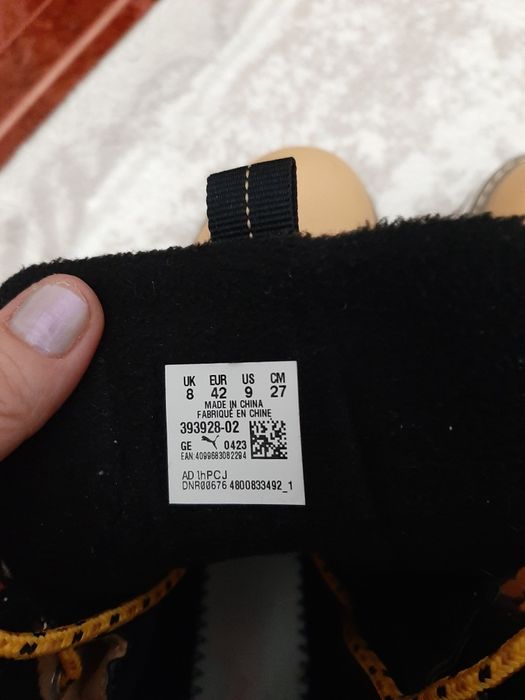 UK EUR US CM
8 42 9 27
MADE IN CHINA
FABRIQUÉ EN CHINE
393928-02
GE 0423
EAN:4099683082294
AD 1hPCJ
DNR00676 4800833492_1